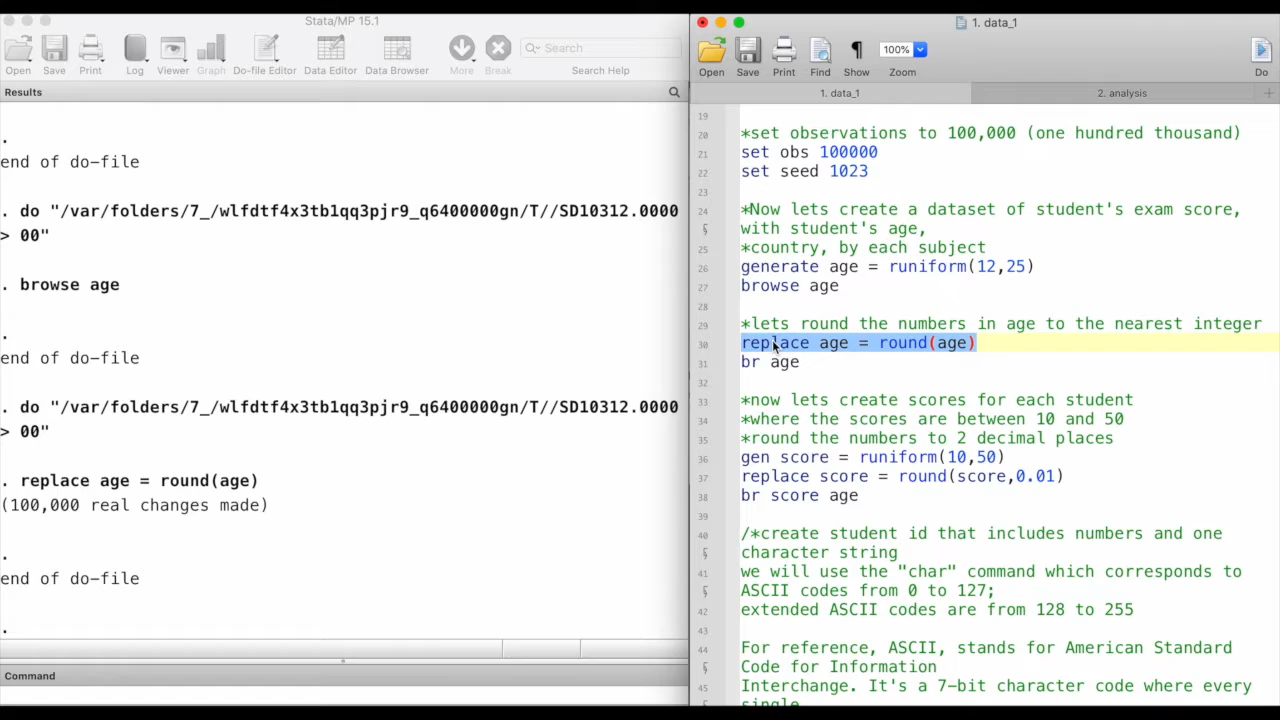 Stata/MP 15.1
Open Save Print Log Viewer Graph Do-file Editor Data Editor Data Browser More Break Search Help
Search
Results
.
end of do-file
. do "/var/folders/7_/wlfdtf4x3tb1qq3pjr9_q6400000gn/T//SD10312.0000
> 00"
. browse age
.
end of do-file
. do "/var/folders/7_/wlfdtf4x3tb1qq3pjr9_q6400000gn/T//SD10312.0000
> 00"
. replace age = round(age)
(100,000 real changes made)
.
end of do-file
.
Command
1. data_1
100%
Open Save Print Find Show Zoom Do
1. data_1 2. analysis +
19
20 *set observations to 100,000 (one hundred thousand)
21 set obs 100000
22 set seed 1023
23
24 *Now lets create a dataset of student's exam score,
with student's age,
25 *country, by each subject
26 generate age = runiform(12,25)
27 browse age
28
29 *lets round the numbers in age to the nearest integer
30 replace age = round(age)
31 br age
32
33 *now lets create scores for each student
34 *where the scores are between 10 and 50
35 *round the numbers to 2 decimal places
36 gen score = runiform(10,50)
37 replace score = round(score,0.01)
38 br score age
39
40 /*create student id that includes numbers and one
character string
41 we will use the "char" command which corresponds to
ASCII codes from 0 to 127;
42 extended ASCII codes are from 128 to 255
43
44 For reference, ASCII, stands for American Standard
Code for Information
45 Interchange. It's a 7-bit character code where every
single